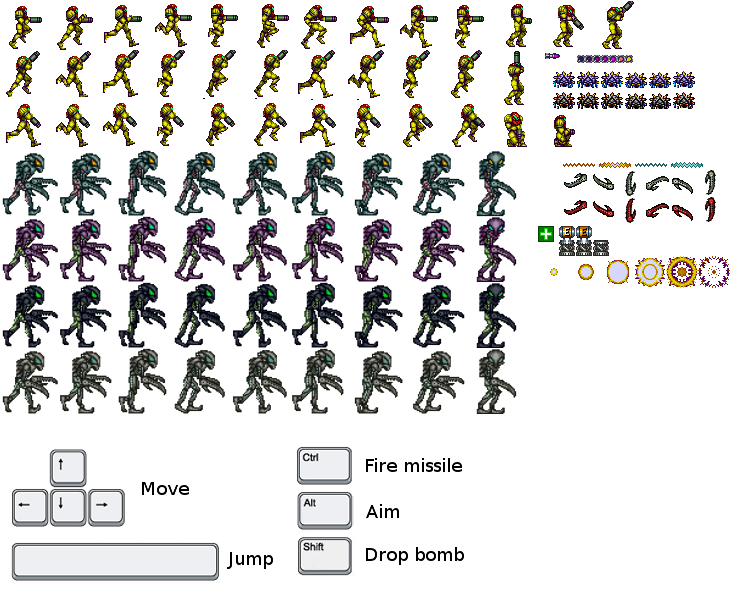 ↑
← ↓ →
Move
Jump
Ctrl
Fire missile
Alt
Aim
Shift
Drop bomb